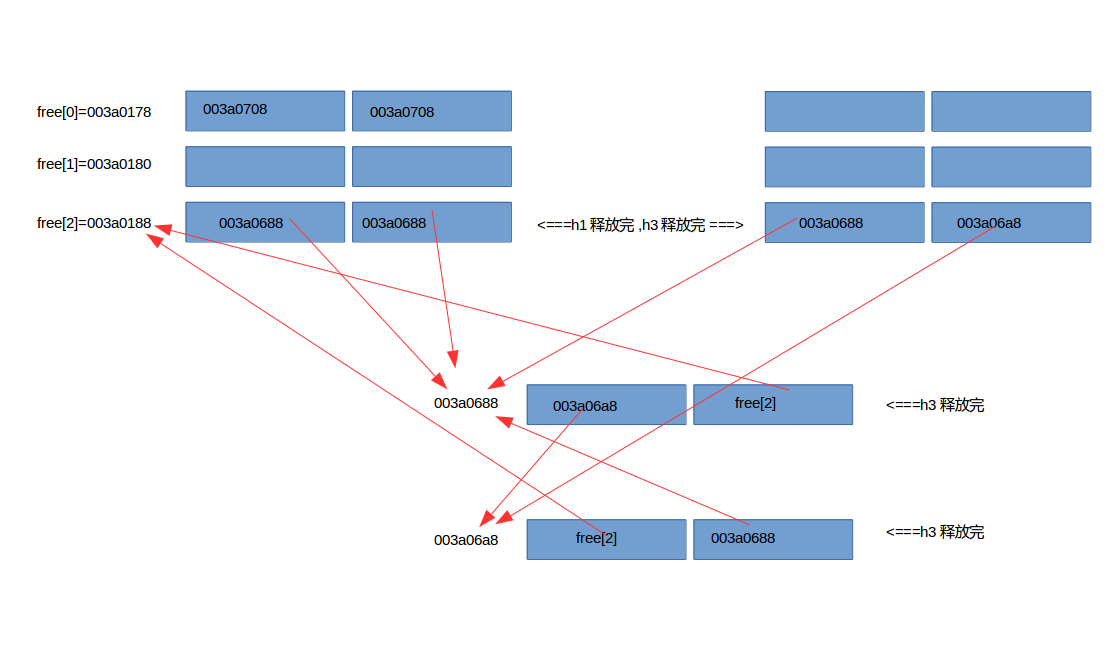 free[0]=003a0178 003a0708 003a0708
free[1]=003a0180
free[2]=003a0188 003a0688 003a0688 <===h1 释放完 ,h3 释放完 ===> 003a0688 003a06a8
003a0688 003a06a8 free[2] <===h3 释放完
003a06a8 free[2] 003a0688 <===h3 释放完